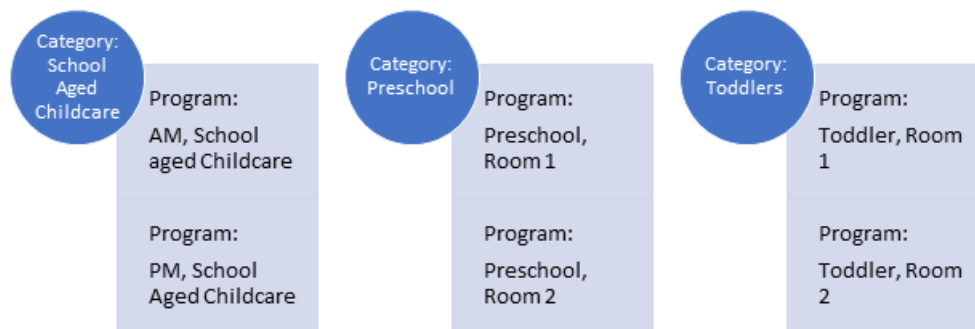 Category:
School
Aged
Childcare
Program:
AM, School
aged Childcare
Program:
PM, School
Aged Childcare
Category:
Preschool
Program:
Preschool,
Room 1
Program:
Preschool,
Room 2
Category:
Toddlers
Program:
Toddler, Room
1
Program:
Toddler, Room
2